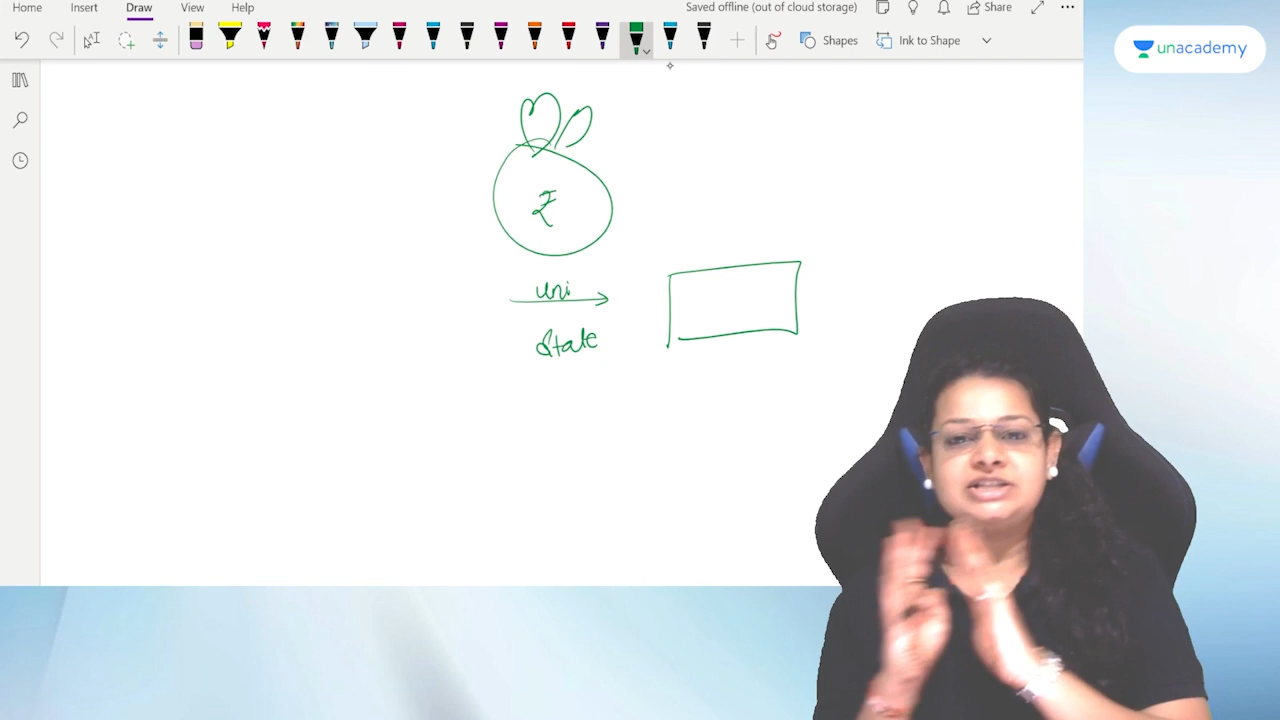 Home Insert Draw View Help Saved offline (out of cloud storage) Share
Shapes Ink to Shape
unacademy
₹
uni
State